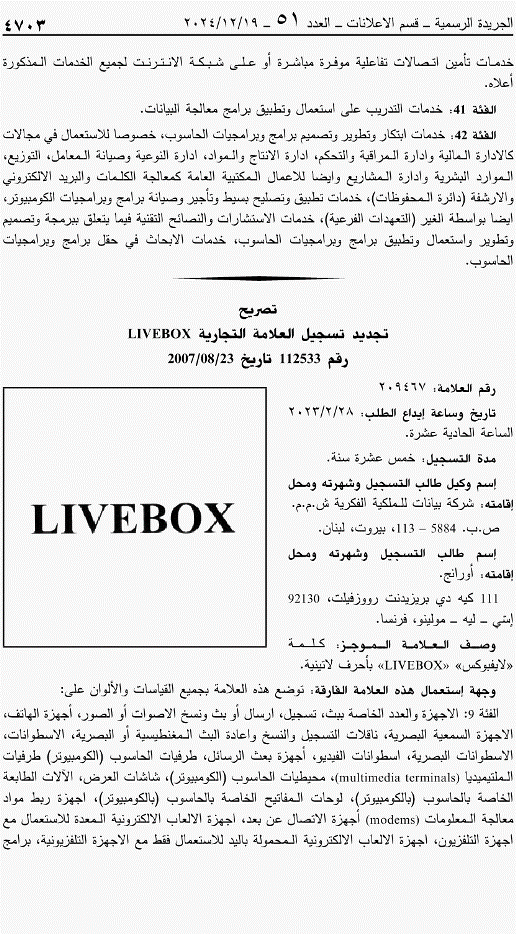 الجريدة الرسمية ــ قسم الاعلانات ــ العدد ٥١ ــ ٢٠٢٤/١٢/١٩
٤٧٠٣
خدمات تأمين اتصالات تفاعلية موفرة مباشرة أو على شبكة الانترنت لجميع الخدمات المذكورة
أعلاه.
الفئة 41: خدمات التدريب على استعمال وتطبيق برامج معالجة البيانات.
الفئة 42: خدمات ابتكار وتطوير وتصميم برامج وبرامجيات الحاسوب، خصوصا للاستعمال في مجالات
كالادارة المالية وادارة المراقبة والتحكم، ادارة الانتاج والمواد، ادارة النوعية وصيانة المعامل، التوزيع،
الموارد البشرية وادارة المشاريع وايضا للاعمال المكتبية العامة كمعالجة الكلمات والبريد الالكتروني
والارشفة (دائرة المحفوظات)، خدمات تطبيق وتصليح بسيط وتأجير وصيانة برامج وبرامجيات الكومبيوتر،
ايضا بواسطة الغير (التعهدات الفرعية)، خدمات الاستشارات والنصائح التقنية فيما يتعلق ببرمجة وتصميم
وتطوير واستعمال وتطبيق برامج وبرامجيات الحاسوب، خدمات الابحاث في حقل برامج وبرامجيات
الحاسوب.
تصريح
تجديد تسجيل العلامة التجارية LIVEBOX
رقم 112533 تاريخ 2007/08/23
رقم العلامة: ٢٠٩٤٦٧
تاريخ وساعة إيداع الطلب: ٢٠٢٣/٢/٢٨
الساعة الحادية عشرة.
مدة التسجيل: خمس عشرة سنة.
إسم وكيل طالب التسجيل وشهرته ومحل
إقامته: شركة بيانات للملكية الفكرية ش.م.م.
ص.ب. 5884 – 113، بيروت، لبنان.
إسم طالب التسجيل وشهرته ومحل
إقامته: أورانج.
111 كيه دي بريزيدنت رووزفيلت، 92130
إسّي ــ ليه ــ مولينو، فرنسا.
وصف العلامة الموجز: كلمة
«لايفبوكس» «LIVEBOX» بأحرف لاتينية.
LIVEBOX
وجهة إستعمال هذه العلامة الفارقة: توضع هذه العلامة بجميع القياسات والألوان على:
الفئة 9: الاجهزة والعدد الخاصة ببث، تسجيل، ارسال أو بث ونسخ الاصوات أو الصور، أجهزة الهاتف،
الاجهزة السمعية البصرية، ناقلات التسجيل والنسخ واعادة البث المغنطيسية أو البصرية، الاسطوانات،
الاسطوانات البصرية، اسطوانات الفيديو، أجهزة بعث الرسائل، طرفيات الحاسوب (الكومبيوتر) طرفيات
الملتيميديا (multimedia terminals)، محيطيات الحاسوب (الكومبيوتر)، شاشات العرض، الآلات الطابعة
الخاصة بالحاسوب (بالكومبيوتر)، لوحات المفاتيح الخاصة بالحاسوب (بالكومبيوتر)، اجهزة ربط مواد
معالجة المعلومات (modems) أجهزة الاتصال عن بعد، اجهزة الالعاب الالكترونية المعدة للاستعمال مع
اجهزة التلفزيون، اجهزة الالعاب الالكترونية المحمولة باليد للاستعمال فقط مع الاجهزة التلفزيونية، برامج